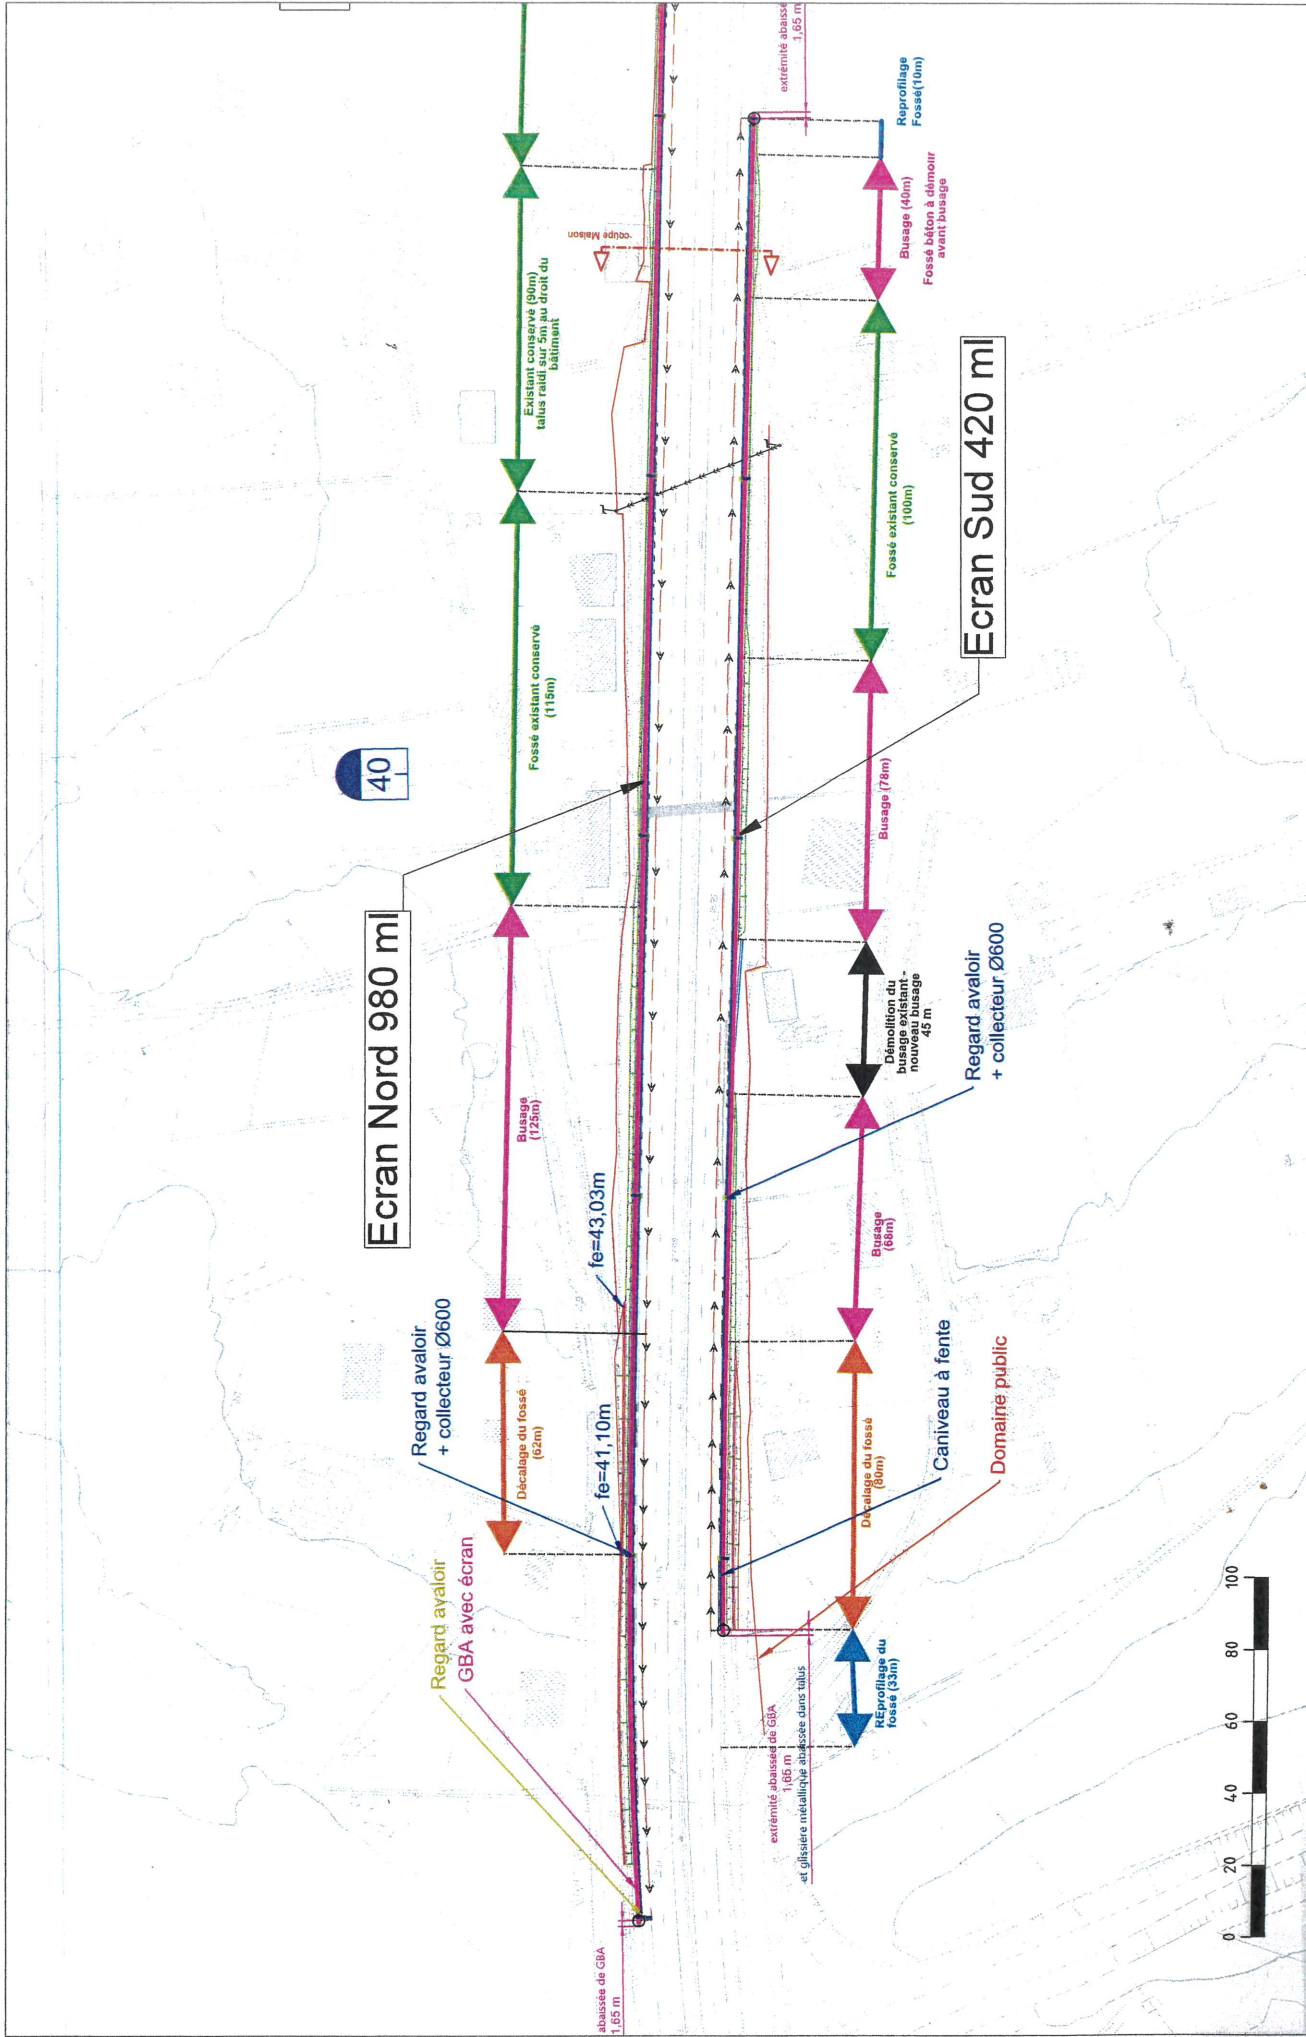 Ecran Nord 980 ml
40
Regard avaloir
GBA avec écran
Regard avaloir
+ collecteur Ø600
abaissée de GBA
1,65 m
Décalage du fossé
(62m)
Busage
(125m)
Fossé existant conservé
(115m)
Existant conservé (90m)
talus raidi sur 5m au droit du
bâtiment
fe=41,10m
fe=43,03m
coupe Maison
extrémité abaissé
1,65 m
extrémité abaissée de GBA
1,65 m
et glissière métallique abaissée dans talus
REprofilage du
fossé (33m)
Décalage du fossé
(80m)
Busage
(68m)
Démolition du
busage existant -
nouveau busage
45 m
Busage (78m)
Fossé existant conservé
(100m)
Busage (40m)
Fossé béton à démolir
avant busage
Reprofilage
Fossé(10m)
Caniveau à fente
Domaine public
Regard avaloir
+ collecteur Ø600
Ecran Sud 420 ml
0 20 40 60 80 100